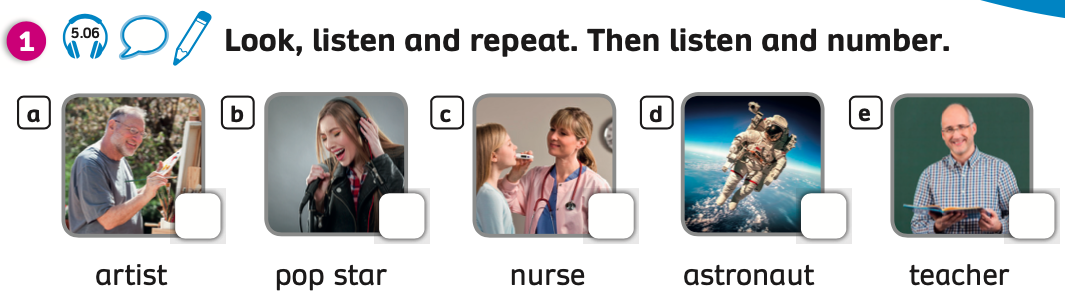 1 5.06 Look, listen and repeat. Then listen and number.
a b c d e
artist pop star nurse astronaut teacher